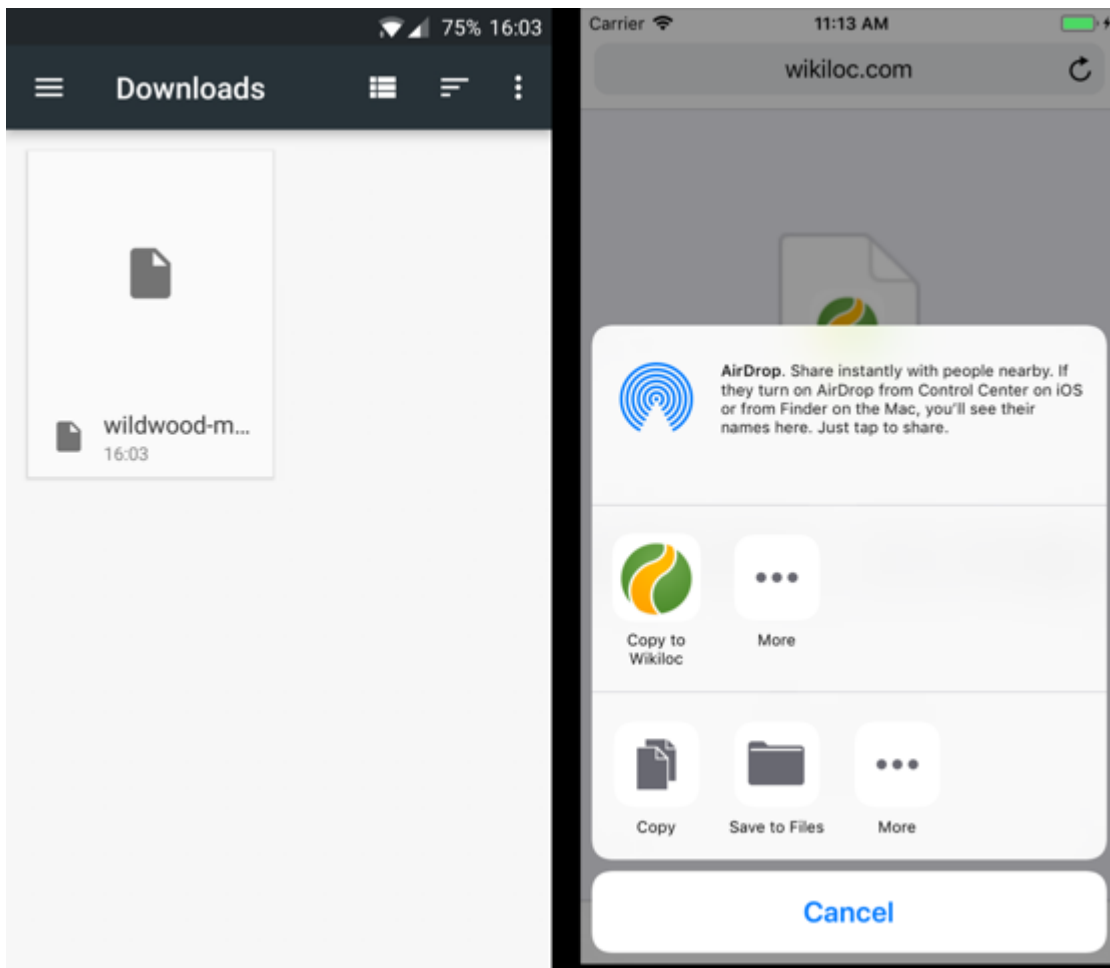 75% 16:03
Downloads
wildwood-m...
16:03
Carrier 11:13 AM
wikiloc.com
AirDrop. Share instantly with people nearby. If
they turn on AirDrop from Control Center on iOS
or from Finder on the Mac, you'll see their
names here. Just tap to share.
Copy to
Wikiloc
More
Copy
Save to Files
More
Cancel